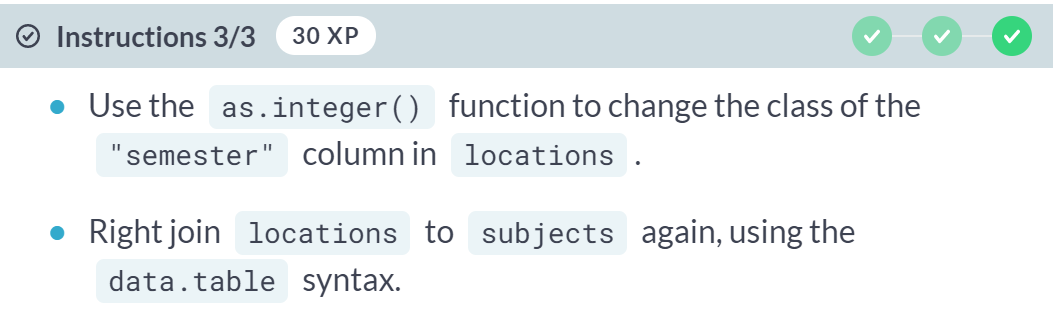 Instructions 3/3 30 XP
Use the as.integer() function to change the class of the
"semester" column in locations .
Right join locations to subjects again, using the
data.table syntax.